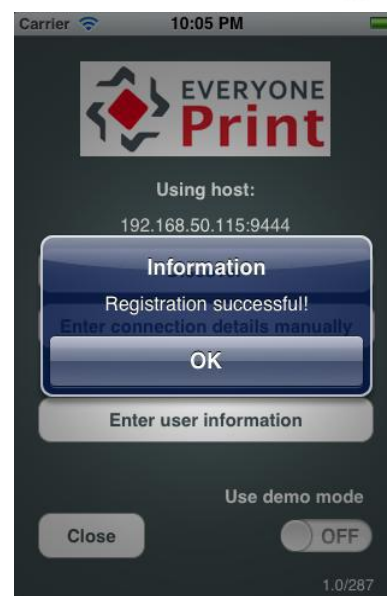 Carrier 10:05 PM
EVERYONE
Print
Using host:
192.168.50.115:9444
Information
Registration successful!
Enter connection details manually
OK
Enter user information
Use demo mode
Close
OFF
1.0/287